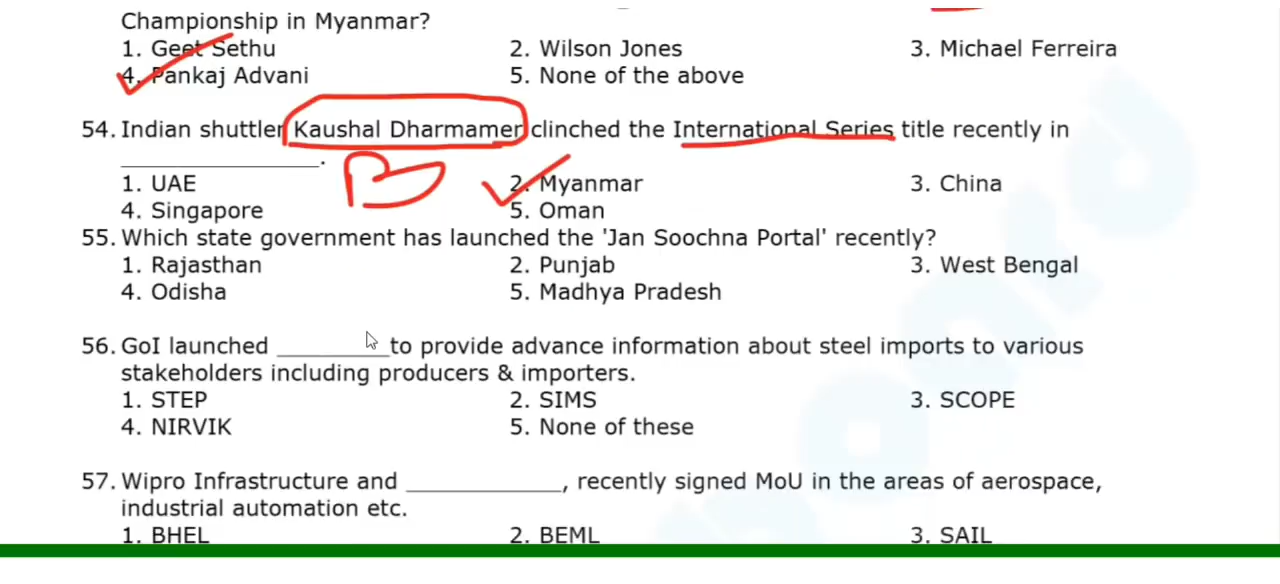 Championship in Myanmar?
1. Geet Sethu 2. Wilson Jones 3. Michael Ferreira
4. Pankaj Advani 5. None of the above
54. Indian shuttler Kaushal Dharmamer clinched the International Series title recently in
______________.
B
1. UAE 2. Myanmar 3. China
4. Singapore 5. Oman
55. Which state government has launched the 'Jan Soochna Portal' recently?
1. Rajasthan 2. Punjab 3. West Bengal
4. Odisha 5. Madhya Pradesh
56. GoI launched ________to provide advance information about steel imports to various
stakeholders including producers & importers.
1. STEP 2. SIMS 3. SCOPE
4. NIRVIK 5. None of these
57. Wipro Infrastructure and ___________, recently signed MoU in the areas of aerospace,
industrial automation etc.
1. BHEL 2. BEML 3. SAIL